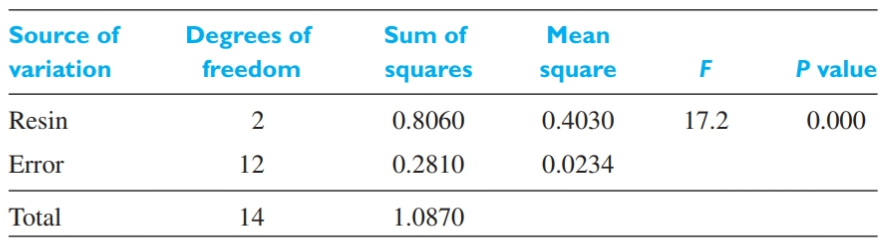 Source of Degrees of Sum of Mean
variation freedom squares square F P value
Resin 2 0.8060 0.4030 17.2 0.000
Error 12 0.2810 0.0234
Total 14 1.0870